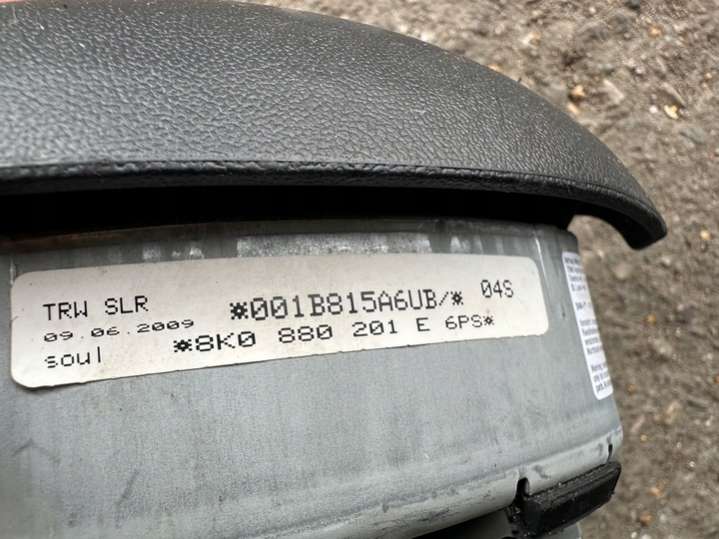 TRW SLR
09.06.2009
soul
*001B815A6UB/* 04S
*8K0 880 201 E 6PS*